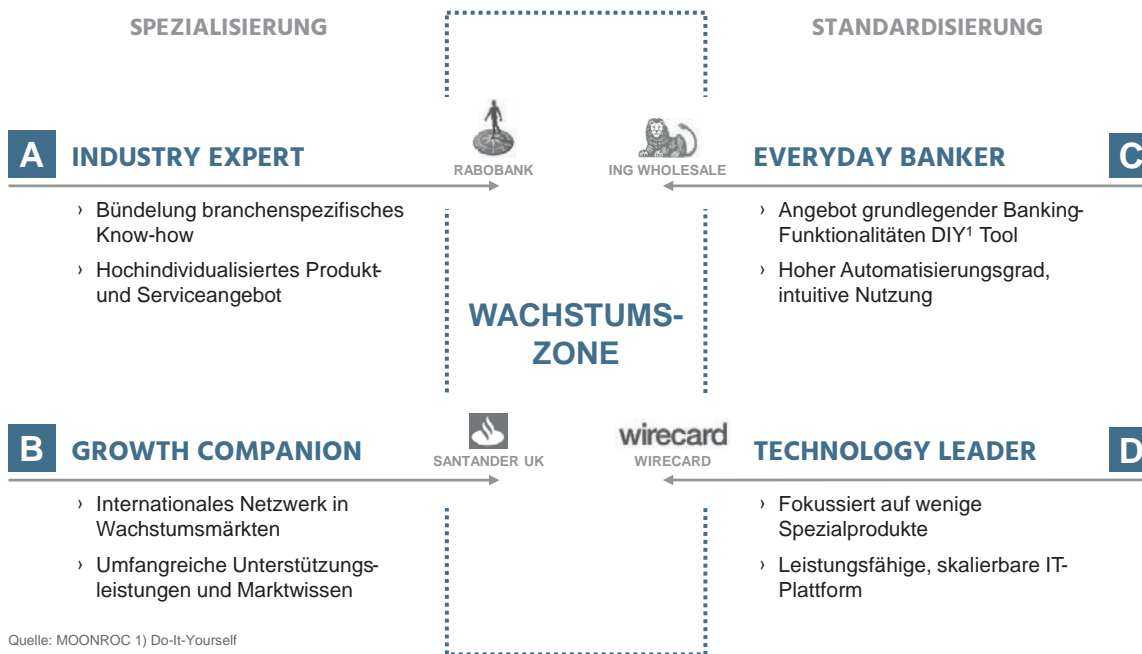 SPEZIALISIERUNG
STANDARDISIERUNG
A INDUSTRY EXPERT
RABOBANK
› Bündelung branchenspezifisches
Know-how
› Hochindividualisiertes Produkt-
und Serviceangebot
ING WHOLESALE
EVERYDAY BANKER C
› Angebot grundlegender Banking-
Funktionalitäten DIY¹ Tool
› Hoher Automatisierungsgrad,
intuitive Nutzung
WACHSTUMS-
ZONE
B GROWTH COMPANION
SANTANDER UK
› Internationales Netzwerk in
Wachstumsmärkten
› Umfangreiche Unterstützungs-
leistungen und Marktwissen
wirecard
WIRECARD
TECHNOLOGY LEADER D
› Fokussiert auf wenige
Spezialprodukte
› Leistungsfähige, skalierbare IT-
Plattform
Quelle: MOONROC 1) Do-It-Yourself